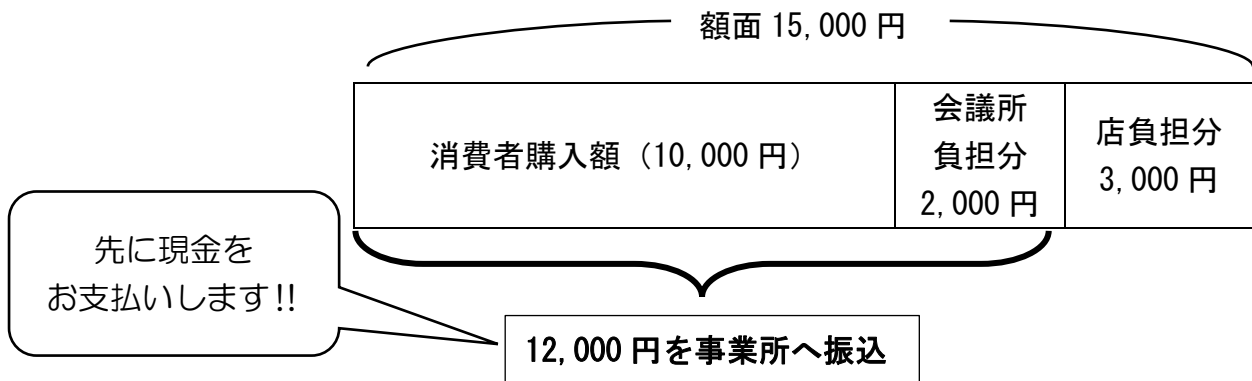 額面 15,000 円
消費者購入額（10,000 円）
会議所
負担分
2,000 円
店負担分
3,000 円
先に現金を
お支払いします!!
12,000 円を事業所へ振込